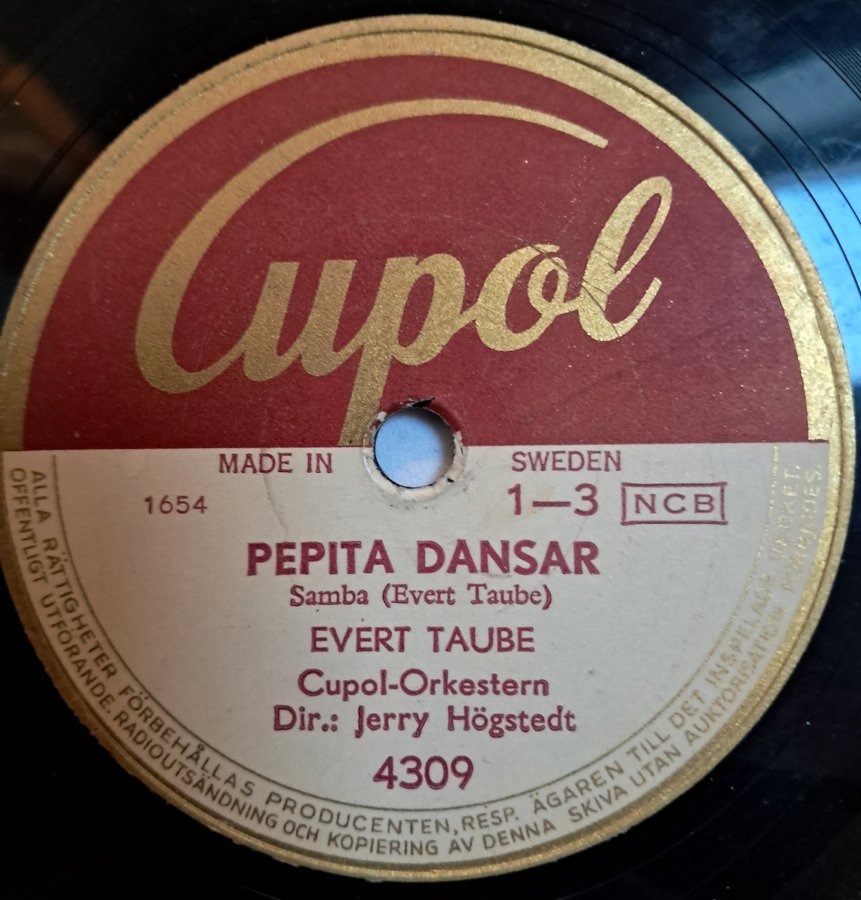 Cupol
MADE IN SWEDEN
1654 1—3 NCB
PEPITA DANSAR
Samba (Evert Taube)
EVERT TAUBE
Cupol-Orkestern
Dir.: Jerry Högstedt
4309
ALLA RÄTTIGHETER FÖRBEHÅLLAS PRODUCENTEN, RESP. ÄGAREN TILL DET INSPELADE VERKET.
OFFENTLIGT UTFÖRANDE, RADIOUTSÄNDNING OCH KOPIERING AV DENNA SKIVA UTAN AUKTORISATION FÖRBJUDES.